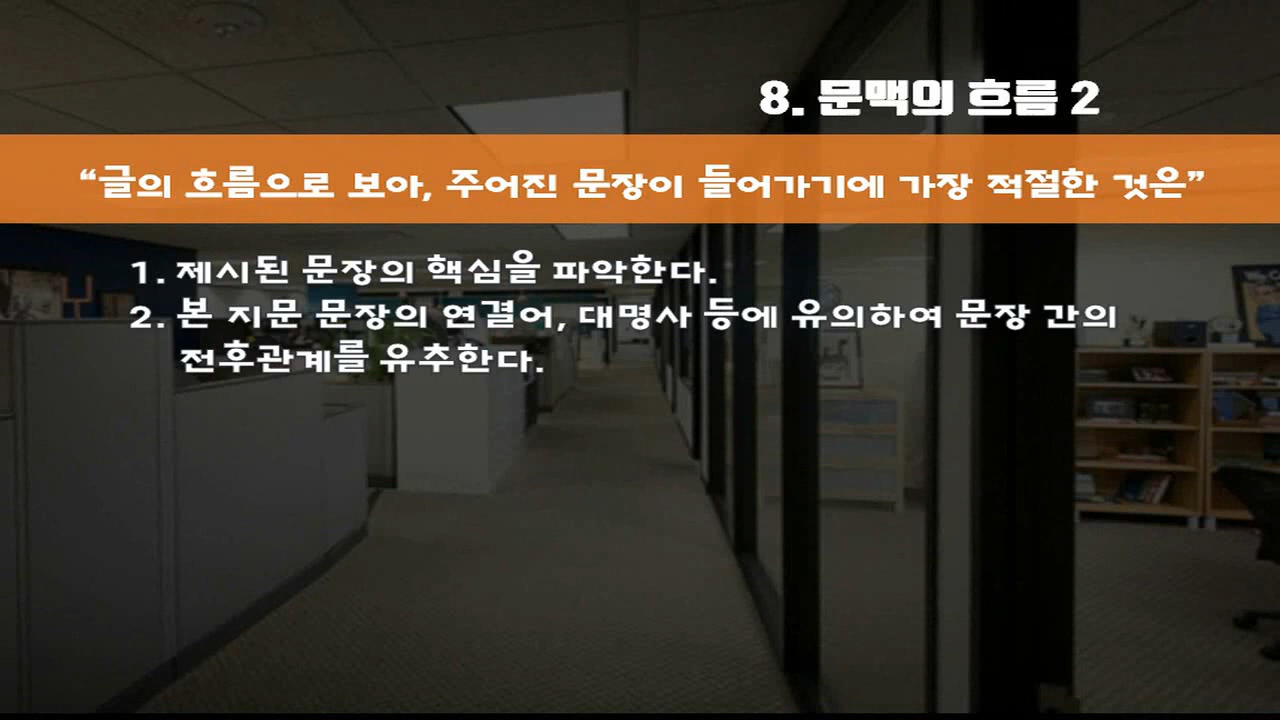 8. 문맥의 흐름 2
“글의 흐름으로 보아, 주어진 문장이 들어가기에 가장 적절한 것은”
1. 제시된 문장의 핵심을 파악한다.
2. 본 지문 문장의 연결어, 대명사 등에 유의하여 문장 간의
전후관계를 유추한다.